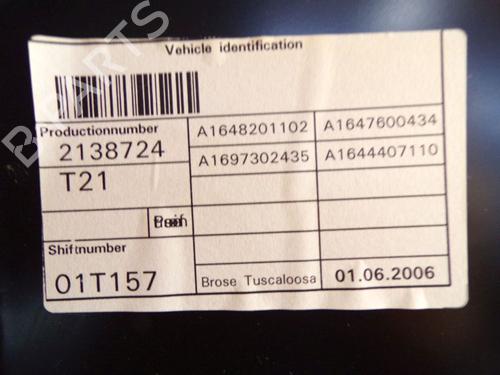 Vehicle identification
Productionnumber
2138724
T21
Shiftnumber
01T157
A1648201102 A1647600434
A1697302435 A1644407110
Brose Tuscaloosa 01.06.2006